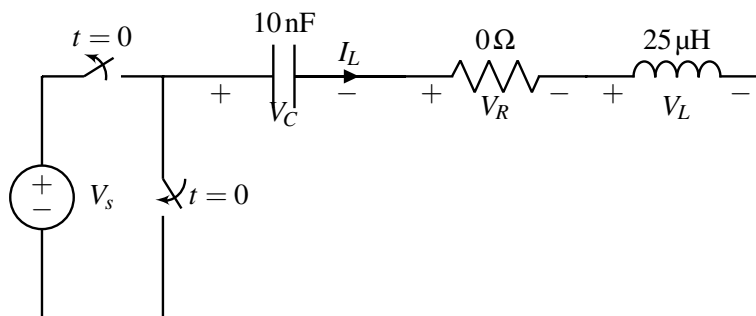 10 nF 0 Ω 25 µH
t = 0 I_L
+ − + − + −
V_C V_R V_L
+
− V_s t = 0